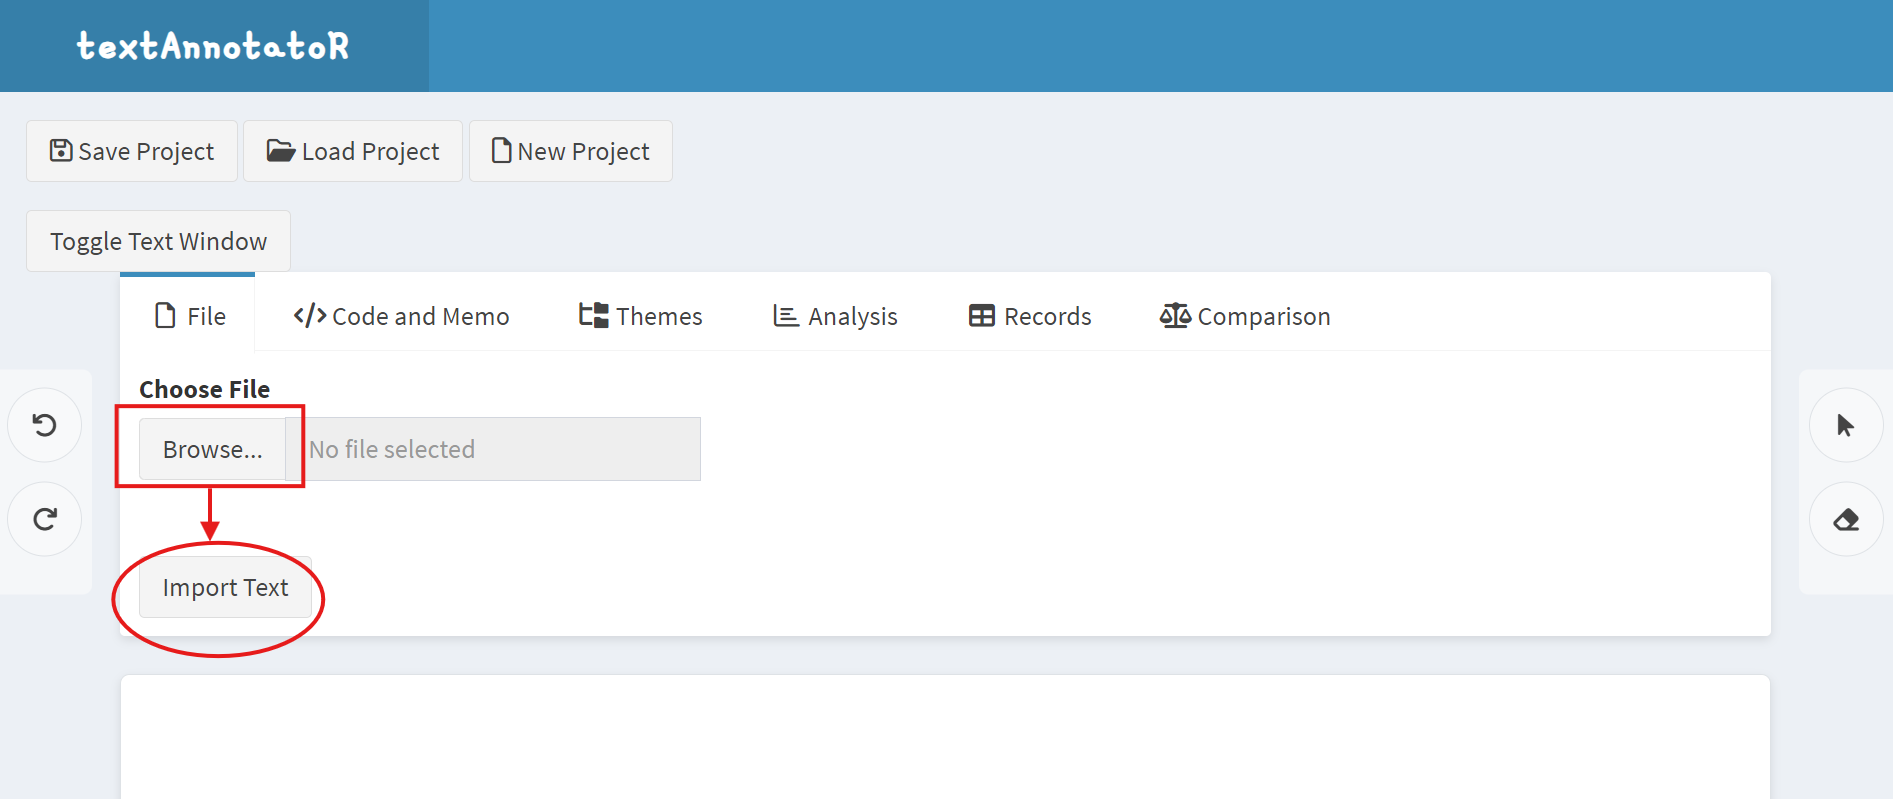 textAnnotatoR
Save Project Load Project New Project
Toggle Text Window
File Code and Memo Themes Analysis Records Comparison
Choose File
Browse... No file selected
Import Text